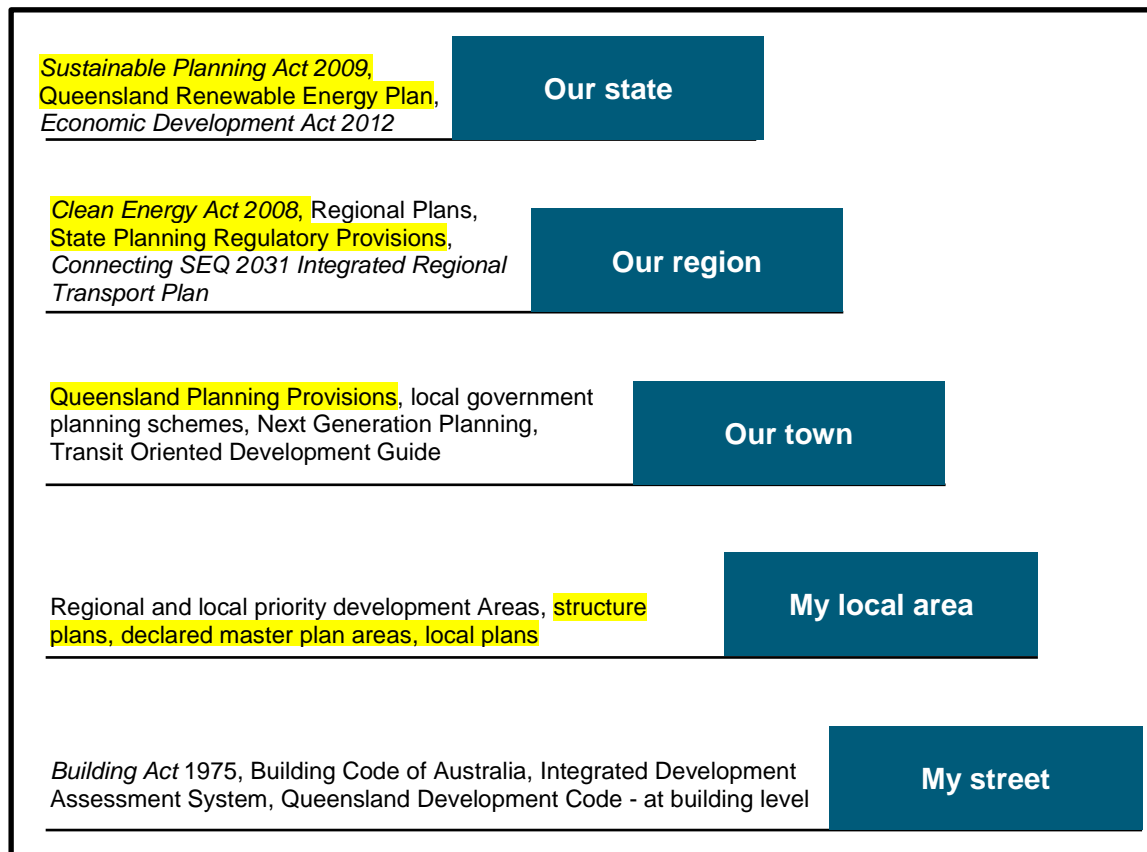 Sustainable Planning Act 2009,
Queensland Renewable Energy Plan,
Economic Development Act 2012
Our state
Clean Energy Act 2008, Regional Plans,
State Planning Regulatory Provisions,
Connecting SEQ 2031 Integrated Regional
Transport Plan
Our region
Queensland Planning Provisions, local government
planning schemes, Next Generation Planning,
Transit Oriented Development Guide
Our town
Regional and local priority development Areas, structure
plans, declared master plan areas, local plans
My local area
Building Act 1975, Building Code of Australia, Integrated Development
Assessment System, Queensland Development Code - at building level
My street